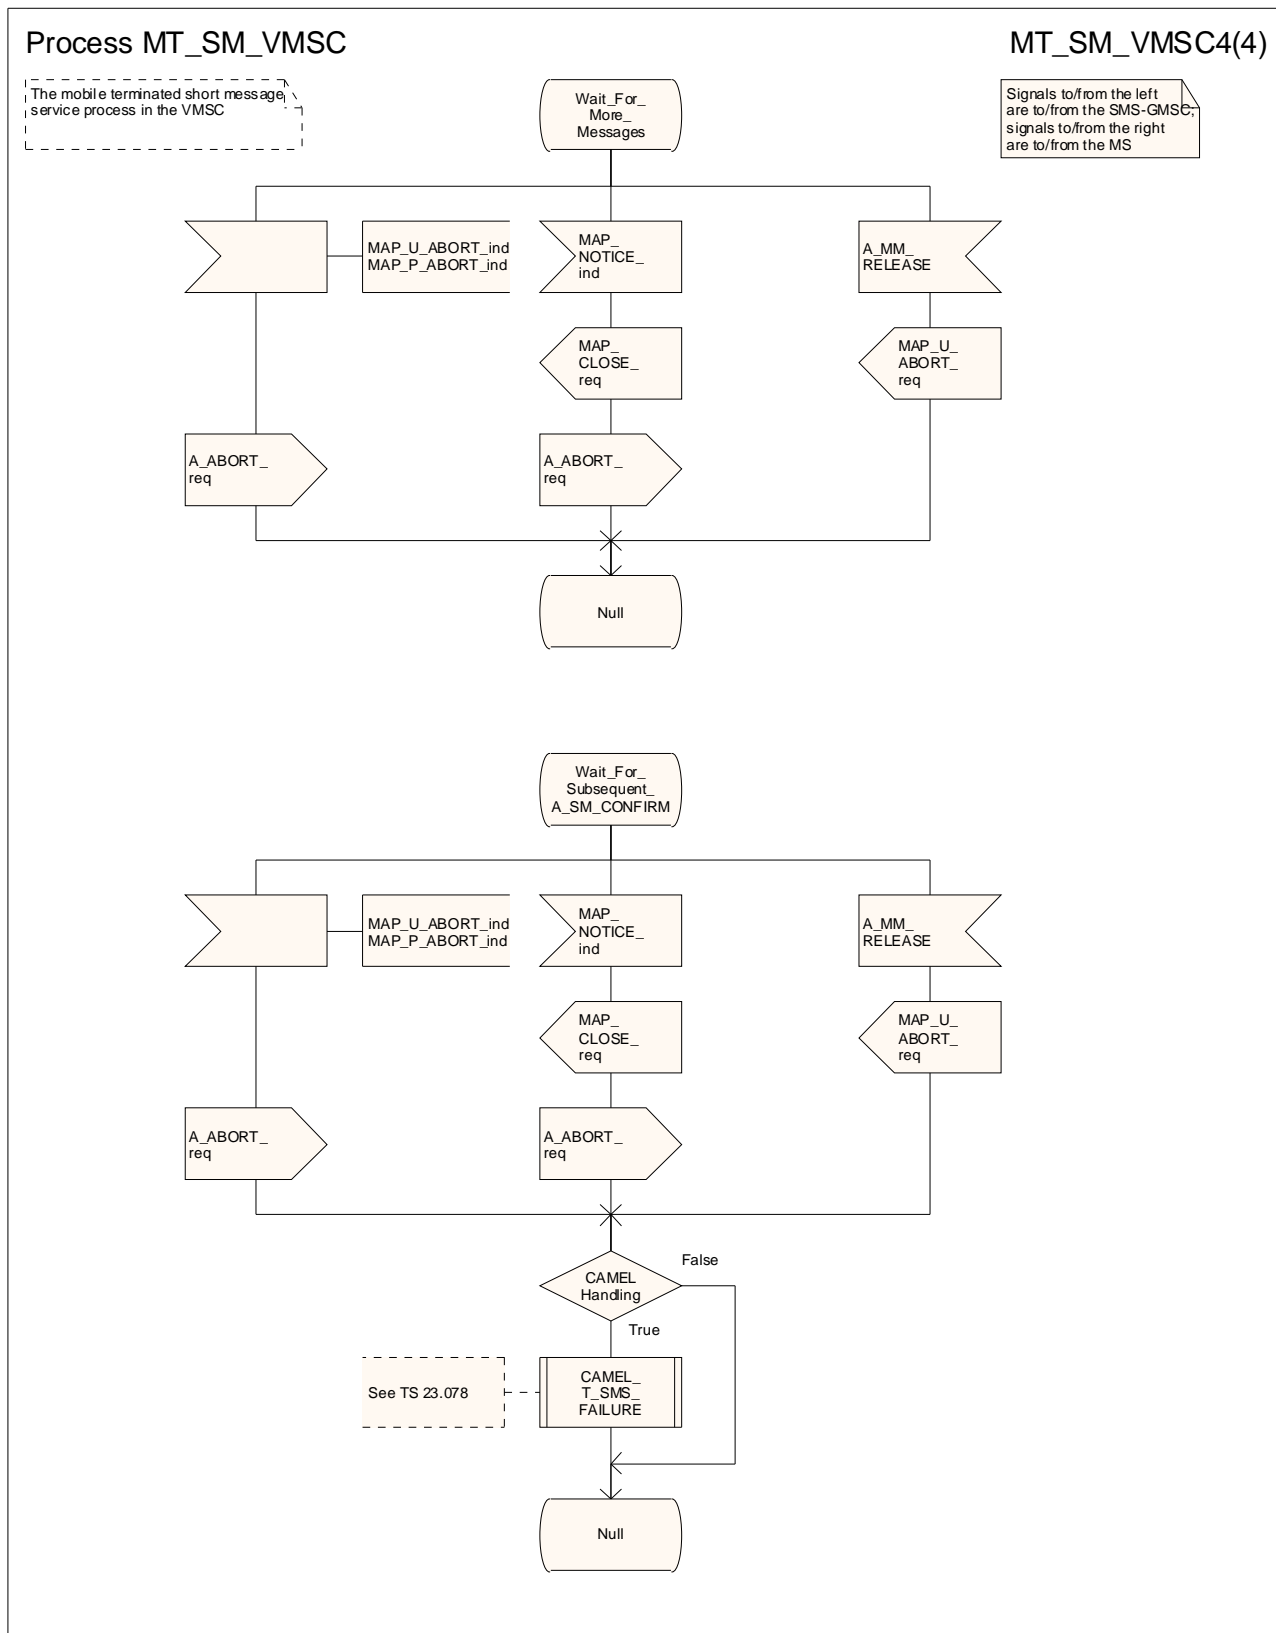 Process MT_SM_VMSC
MT_SM_VMSC4(4)
The mobile terminated short message
service process in the VMSC
Signals to/from the left
are to/from the SMS-GMSC;
signals to/from the right
are to/from the MS
Wait_For_
More_
Messages
MAP_U_ABORT_ind
MAP_P_ABORT_ind
MAP_
NOTICE_
ind
A_MM_
RELEASE
MAP_
CLOSE_
req
MAP_U_
ABORT_
req
A_ABORT_
req
A_ABORT_
req
Null
Wait_For_
Subsequent_
A_SM_CONFIRM
MAP_U_ABORT_ind
MAP_P_ABORT_ind
MAP_
NOTICE_
ind
A_MM_
RELEASE
MAP_
CLOSE_
req
MAP_U_
ABORT_
req
A_ABORT_
req
A_ABORT_
req
False
CAMEL
Handling
True
See TS 23.078
CAMEL_
T_SMS_
FAILURE
Null